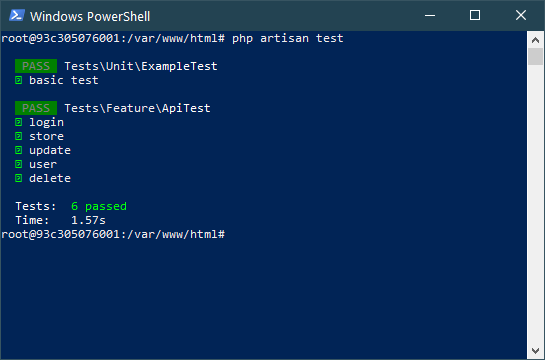 Windows PowerShell
root@93c305076001:/var/www/html# php artisan test
PASS Tests\Unit\ExampleTest
basic test
PASS Tests\Feature\ApiTest
login
store
update
user
delete
Tests: 6 passed
Time: 1.57s
root@93c305076001:/var/www/html#